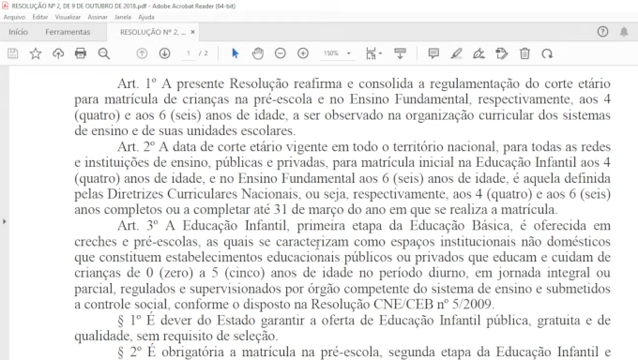 RESOLUÇÃO Nº 2, DE 9 DE OUTUBRO DE 2018.pdf - Adobe Acrobat Reader (64-bit)
Arquivo Editar Visualizar Assinar Janela Ajuda
Início Ferramentas RESOLUÇÃO Nº 2, ... ×
1 / 2 150%
Art. 1º A presente Resolução reafirma e consolida a regulamentação do corte etário
para matrícula de crianças na pré-escola e no Ensino Fundamental, respectivamente, aos 4
(quatro) e aos 6 (seis) anos de idade, a ser observado na organização curricular dos sistemas
de ensino e de suas unidades escolares.
Art. 2º A data de corte etário vigente em todo o território nacional, para todas as redes
e instituições de ensino, públicas e privadas, para matrícula inicial na Educação Infantil aos 4
(quatro) anos de idade, e no Ensino Fundamental aos 6 (seis) anos de idade, é aquela definida
pelas Diretrizes Curriculares Nacionais, ou seja, respectivamente, aos 4 (quatro) e aos 6 (seis)
anos completos ou a completar até 31 de março do ano em que se realiza a matrícula.
Art. 3º A Educação Infantil, primeira etapa da Educação Básica, é oferecida em
creches e pré-escolas, as quais se caracterizam como espaços institucionais não domésticos
que constituem estabelecimentos educacionais públicos ou privados que educam e cuidam de
crianças de 0 (zero) a 5 (cinco) anos de idade no período diurno, em jornada integral ou
parcial, regulados e supervisionados por órgão competente do sistema de ensino e submetidos
a controle social, conforme o disposto na Resolução CNE/CEB nº 5/2009.
§ 1º É dever do Estado garantir a oferta de Educação Infantil pública, gratuita e de
qualidade, sem requisito de seleção.
§ 2º É obrigatória a matrícula na pré-escola, segunda etapa da Educação Infantil e